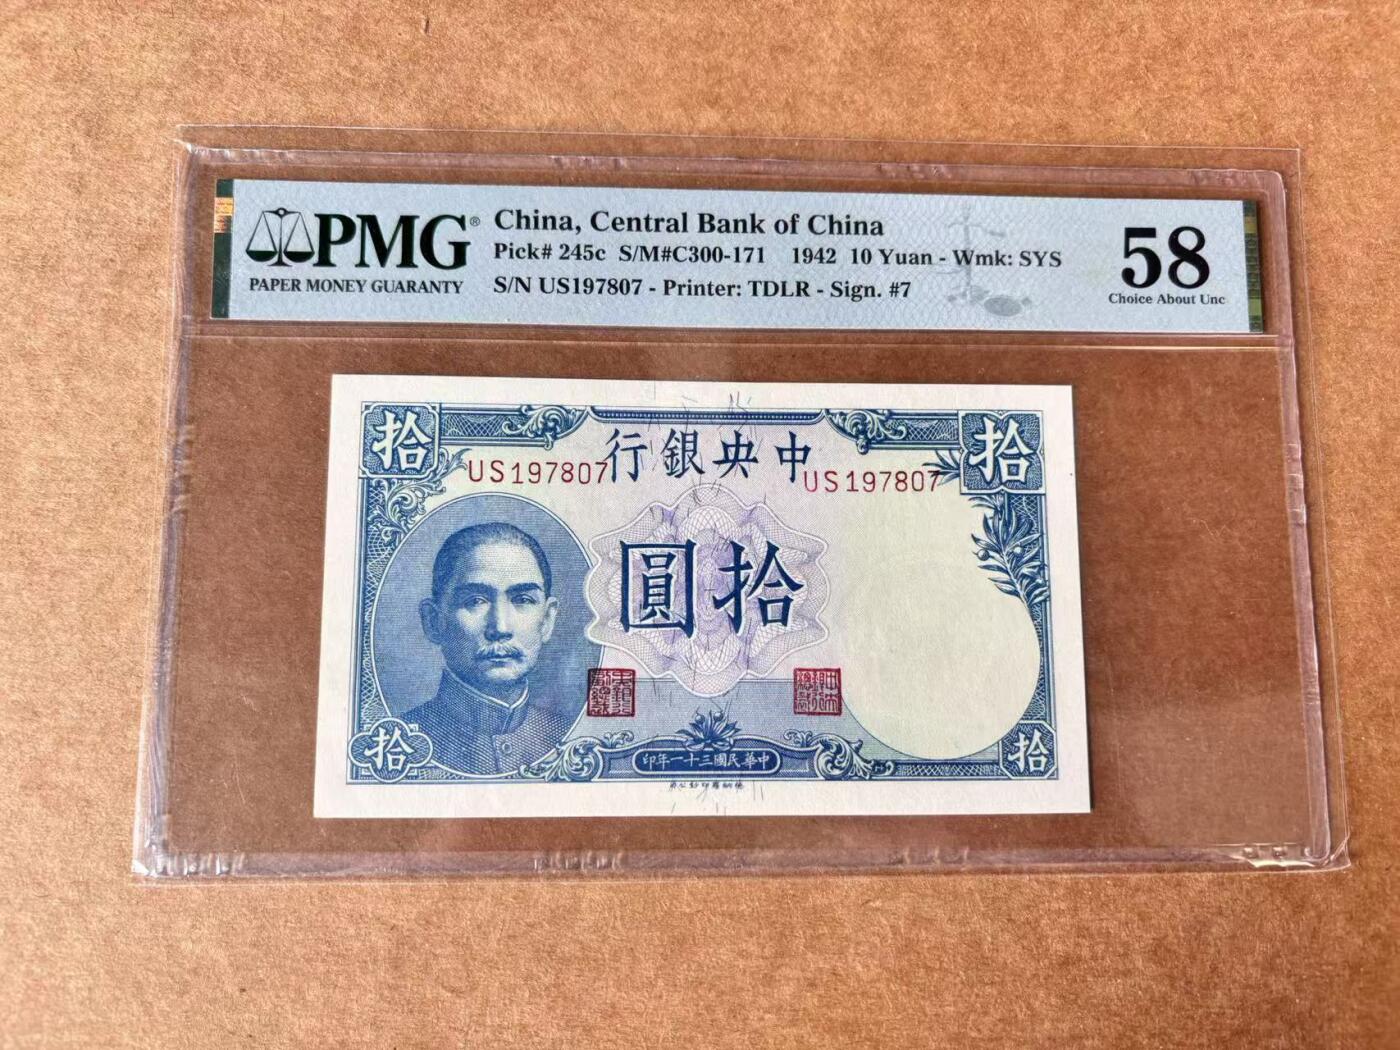 PMG®
PAPER MONEY GUARANTY
China, Central Bank of China
Pick# 245c S/M#C300-171 1942 10 Yuan - Wmk: SYS
S/N US197807 - Printer: TDLR - Sign. #7
58
Choice About Unc
拾
行銀央中
拾
US197807
US197807
圓拾
拾
印年一十三國民華中
拾